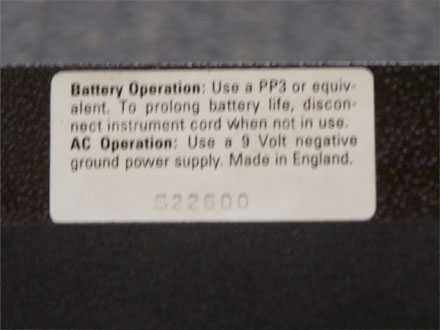 Battery Operation: Use a PP3 or equiv-
alent. To prolong battery life, discon-
nect instrument cord when not in use.
AC Operation: Use a 9 Volt negative
ground power supply. Made in England.
S22600